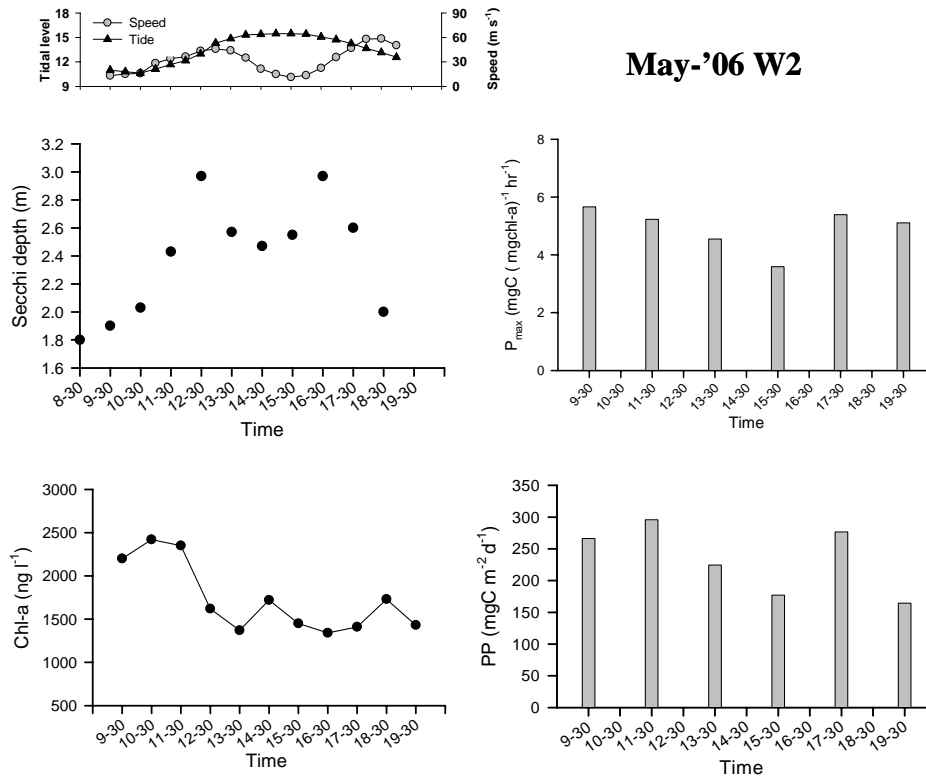 18
15
12
9
Tidal level
Speed
Tide
90
60
30
0
Speed (m s-1)
May-’06 W2
3.2
3.0
2.8
2.6
2.4
2.2
2.0
1.8
1.6
Secchi depth (m)
8-30 9-30 10-30 11-30 12-30 13-30 14-30 15-30 16-30 17-30 18-30 19-30
Time
8
6
4
2
0
Pmax (mgC ( mgchl-a)-1 hr-1)
9-30 10-30 11-30 12-30 13-30 14-30 15-30 16-30 17-30 18-30 19-30
Time
3000
2500
2000
1500
1000
500
Chl-a (ng l-1)
9-30 10-30 11-30 12-30 13-30 14-30 15-30 16-30 17-30 18-30 19-30
Time
350
300
250
200
150
100
50
0
PP (mgC m-2 d-1)
9-30 10-30 11-30 12-30 13-30 14-30 15-30 16-30 17-30 18-30 19-30
Time